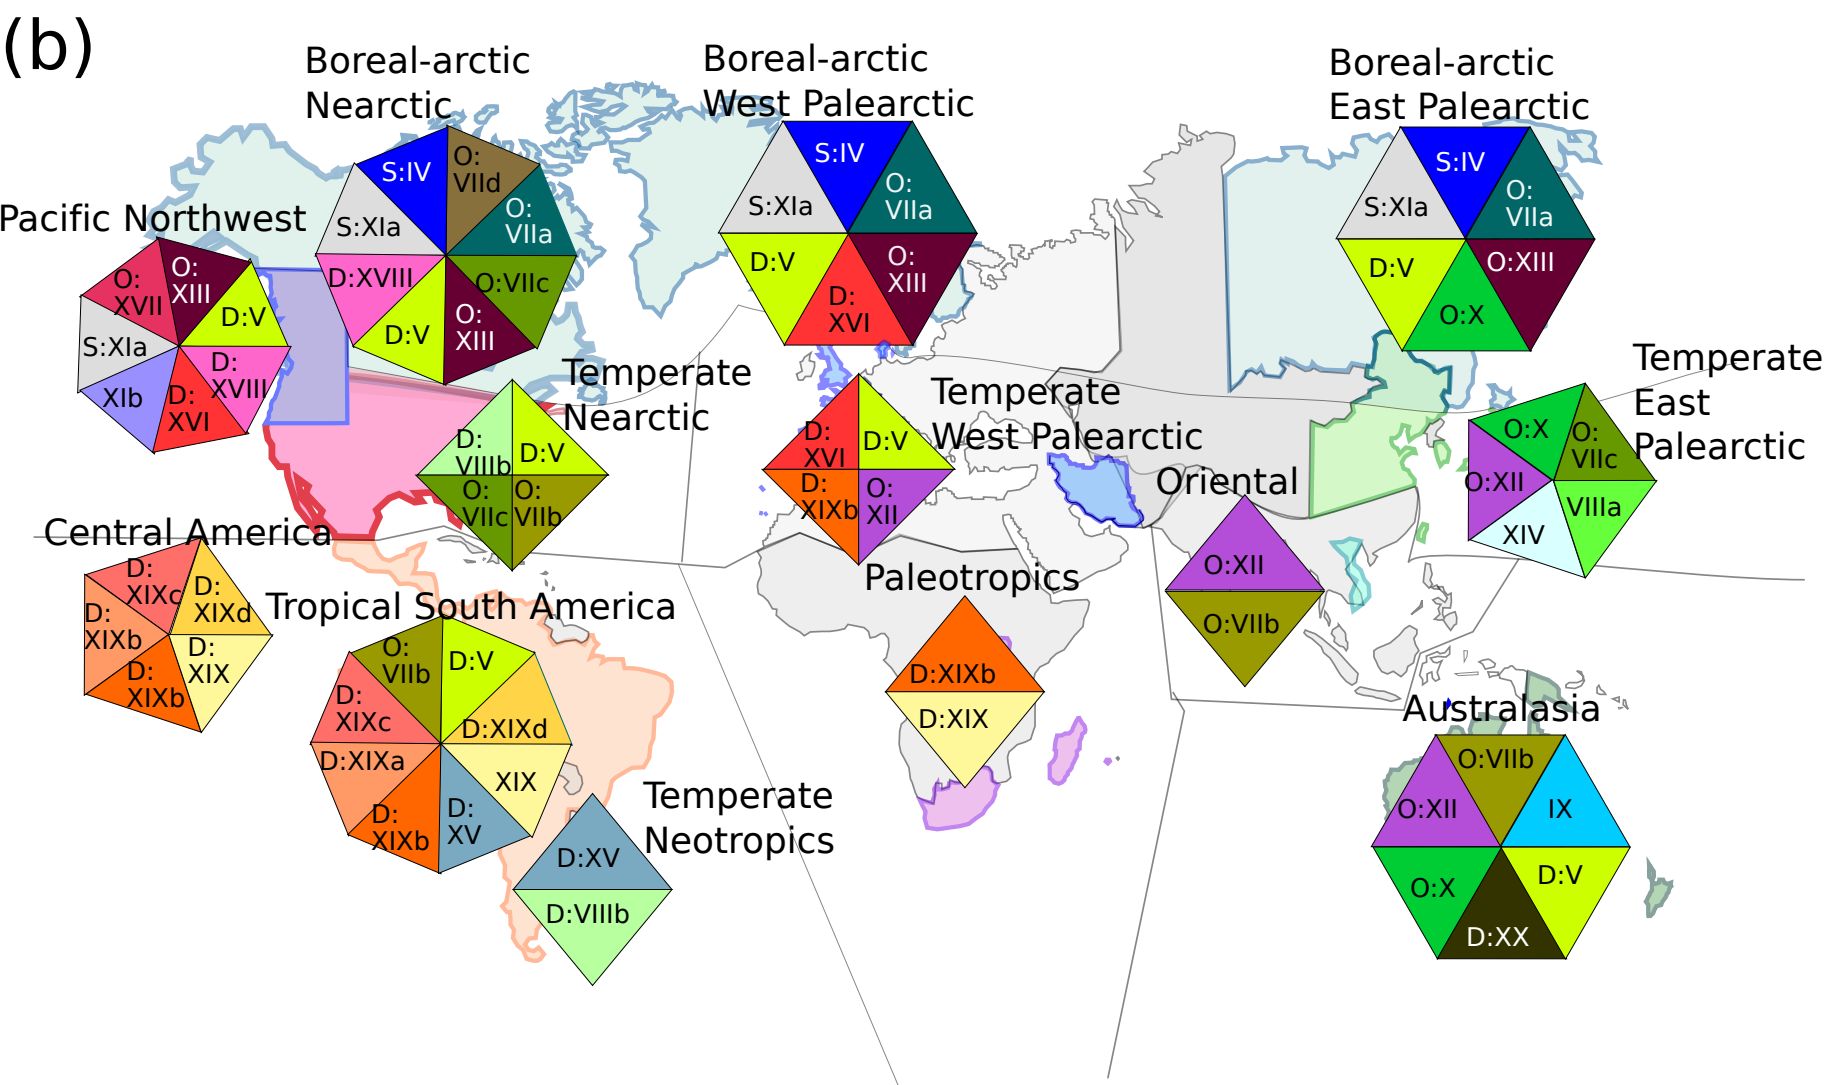 (b)
Boreal-arctic
Nearctic
S:IV
O:
VIId
O:
VIIa
O:VIIc
O:
XIII
D:V
D:XVIII
S:XIa
Boreal-arctic
West Palearctic
S:IV
O:
VIIa
O:
XIII
D:
XVI
D:V
S:XIa
Boreal-arctic
East Palearctic
S:IV
O:
VIIa
O:XIII
O:X
D:V
S:XIa
Pacific Northwest
O:
XVII
O:
XIII
D:V
D:
XVIII
D:
XVI
XIb
S:XIa
Temperate
Nearctic
D:
VIIIb
D:V
O:
VIIc
O:
VIIb
Temperate
West Palearctic
D:
XVI
D:V
D:
XIXb
O:
XII
Temperate
East
Palearctic
O:X
O:
VIIc
VIIIa
XIV
O:XII
Oriental
O:XII
O:VIIb
Central America
D:
XIXc
D:
XIXd
D:
XIX
D:
XIXb
D:
XIXb
Tropical South America
O:
VIIb
D:V
D:XIXd
XIX
D:
XV
D:
XIXb
D:XIXa
D:
XIXc
Paleotropics
D:XIXb
D:XIX
Temperate
Neotropics
D:XV
D:VIIIb
Australasia
O:VIIb
IX
D:V
D:XX
O:X
O:XII